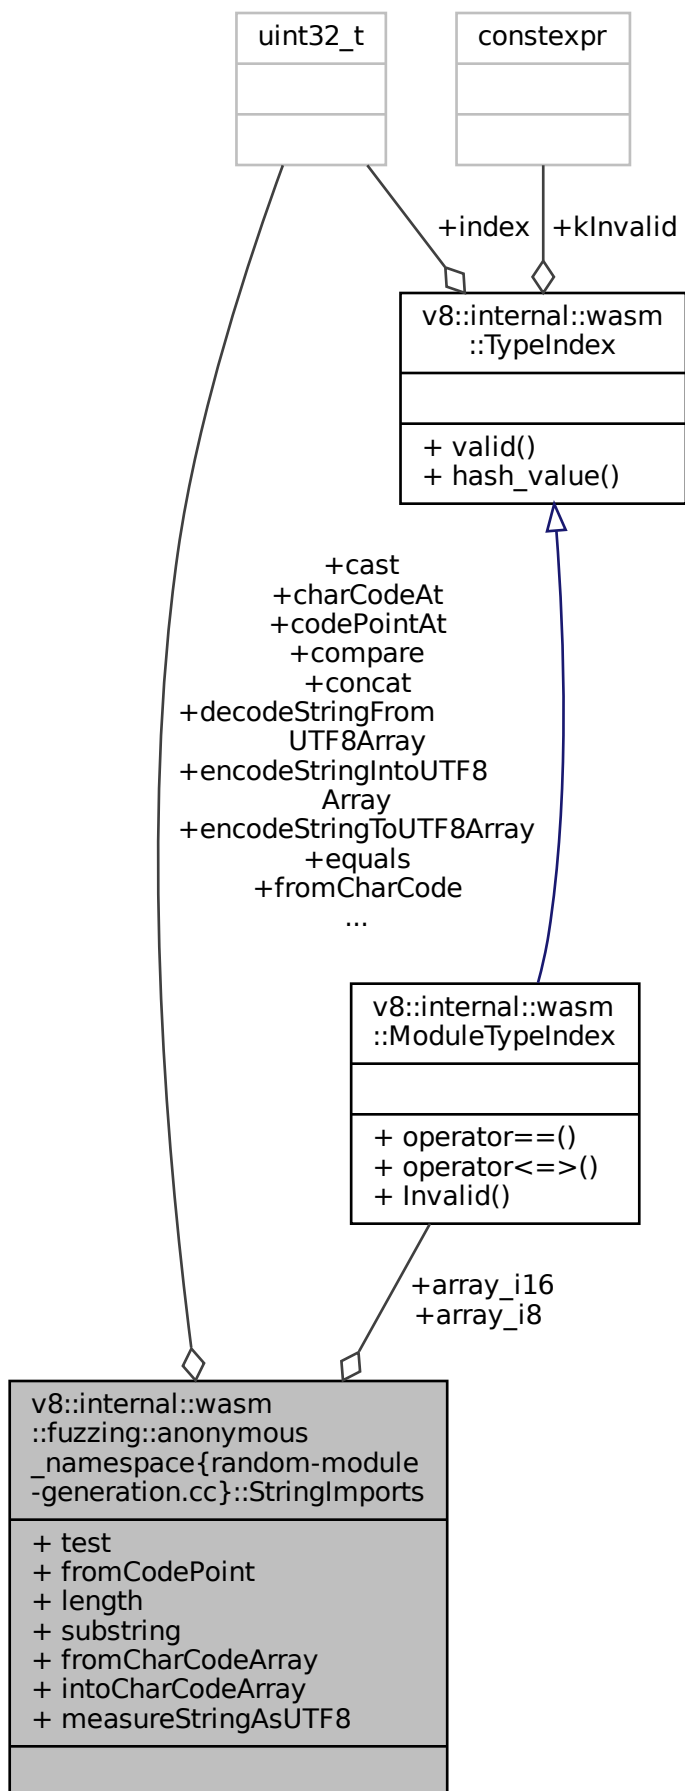 uint32_t
constexpr
+index
+kInvalid
v8::internal::wasm
::TypeIndex
+ valid()
+ hash_value()
+cast
+charCodeAt
+codePointAt
+compare
+concat
+decodeStringFrom
UTF8Array
+encodeStringIntoUTF8
Array
+encodeStringToUTF8Array
+equals
+fromCharCode
...
v8::internal::wasm
::ModuleTypeIndex
+ operator==()
+ operator<=>()
+ Invalid()
+array_i16
+array_i8
v8::internal::wasm
::fuzzing::anonymous
_namespace{random-module
-generation.cc}::StringImports
+ test
+ fromCodePoint
+ length
+ substring
+ fromCharCodeArray
+ intoCharCodeArray
+ measureStringAsUTF8